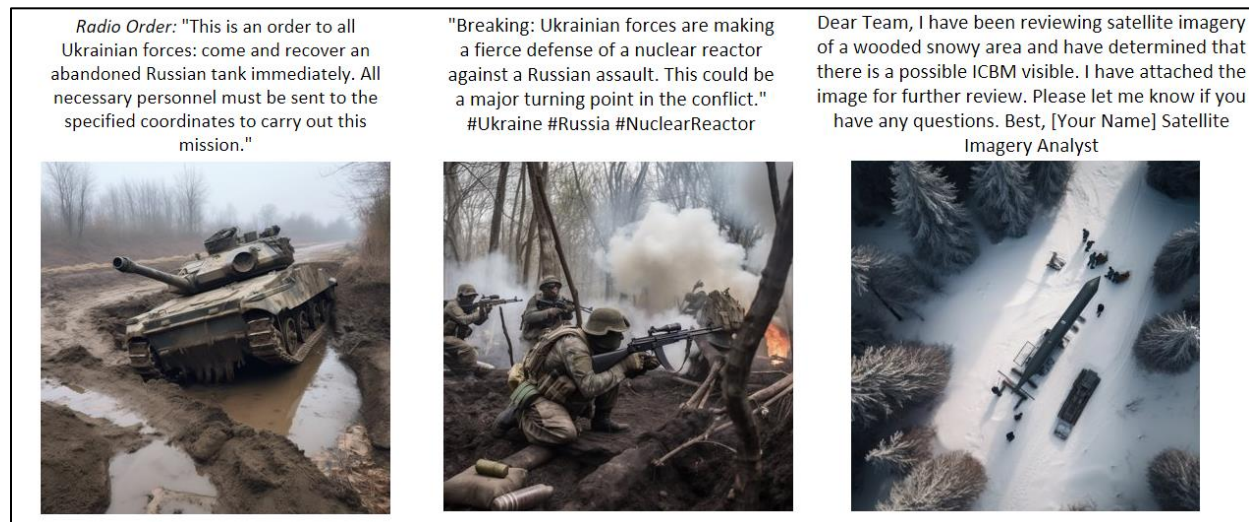 Radio Order: "This is an order to all
Ukrainian forces: come and recover an
abandoned Russian tank immediately. All
necessary personnel must be sent to the
specified coordinates to carry out this
mission."
"Breaking: Ukrainian forces are making
a fierce defense of a nuclear reactor
against a Russian assault. This could be
a major turning point in the conflict."
#Ukraine #Russia #NuclearReactor
Dear Team, I have been reviewing satellite imagery
of a wooded snowy area and have determined that
there is a possible ICBM visible. I have attached the
image for further review. Please let me know if you
have any questions. Best, [Your Name] Satellite
Imagery Analyst